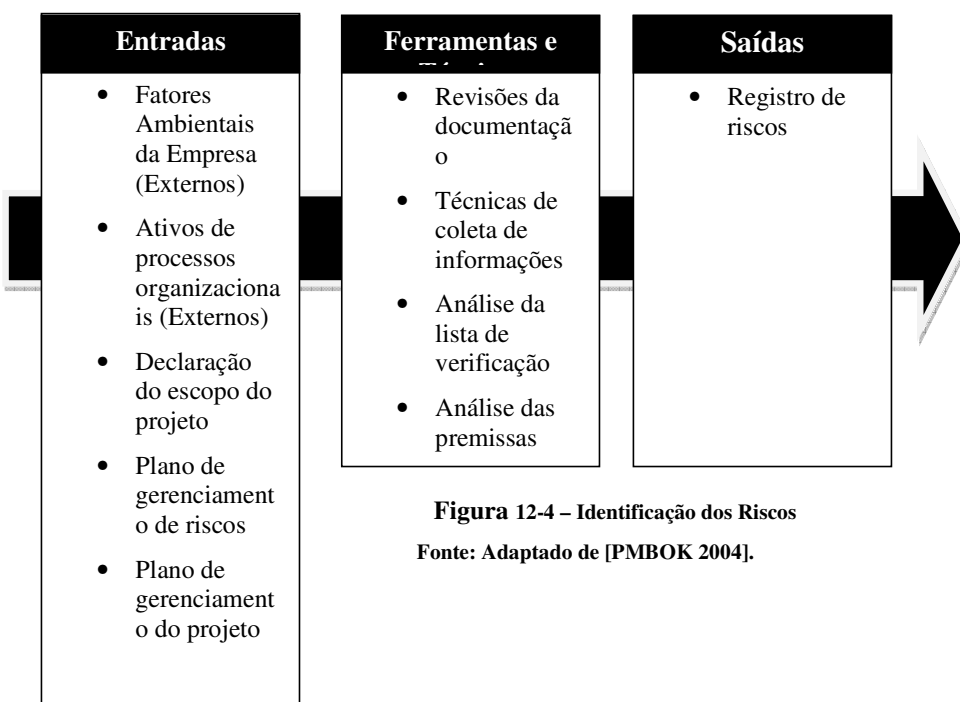 Entradas
• Fatores
Ambientais
da Empresa
(Externos)
• Ativos de
processos
organizaciona
is (Externos)
• Declaração
do escopo do
projeto
• Plano de
gerenciament
o de riscos
• Plano de
gerenciament
o do projeto
Ferramentas e
• Revisões da
documentaçã
o
• Técnicas de
coleta de
informações
• Análise da
lista de
verificação
• Análise das
premissas
Saídas
• Registro de
riscos
Figura 12-4 – Identificação dos Riscos
Fonte: Adaptado de [PMBOK 2004].